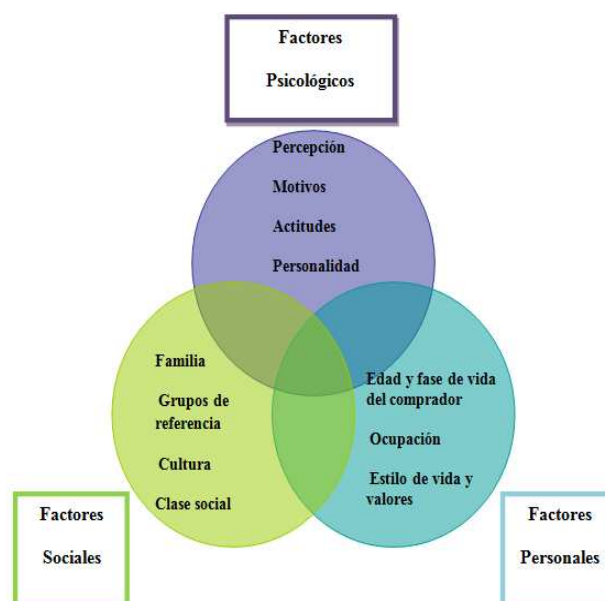 Factores
Psicológicos
Percepción
Motivos
Actitudes
Personalidad
Familia
Grupos de
referencia
Cultura
Clase social
Edad y fase de vida
del comprador
Ocupación
Estilo de vida y
valores
Factores
Sociales
Factores
Personales